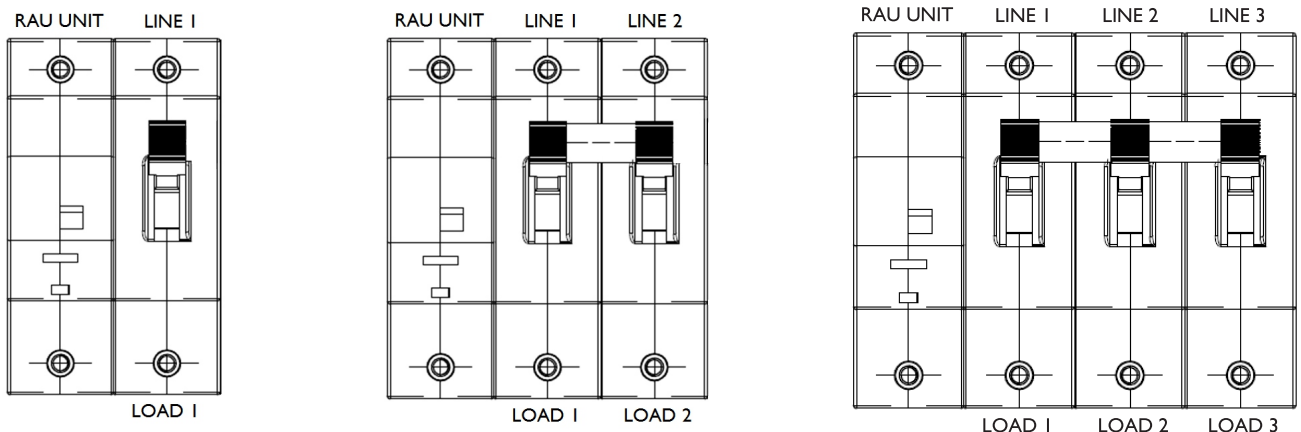 RAU UNIT LINE 1
LOAD 1
RAU UNIT LINE 1 LINE 2
LOAD 1 LOAD 2
RAU UNIT LINE 1 LINE 2 LINE 3
LOAD 1 LOAD 2 LOAD 3